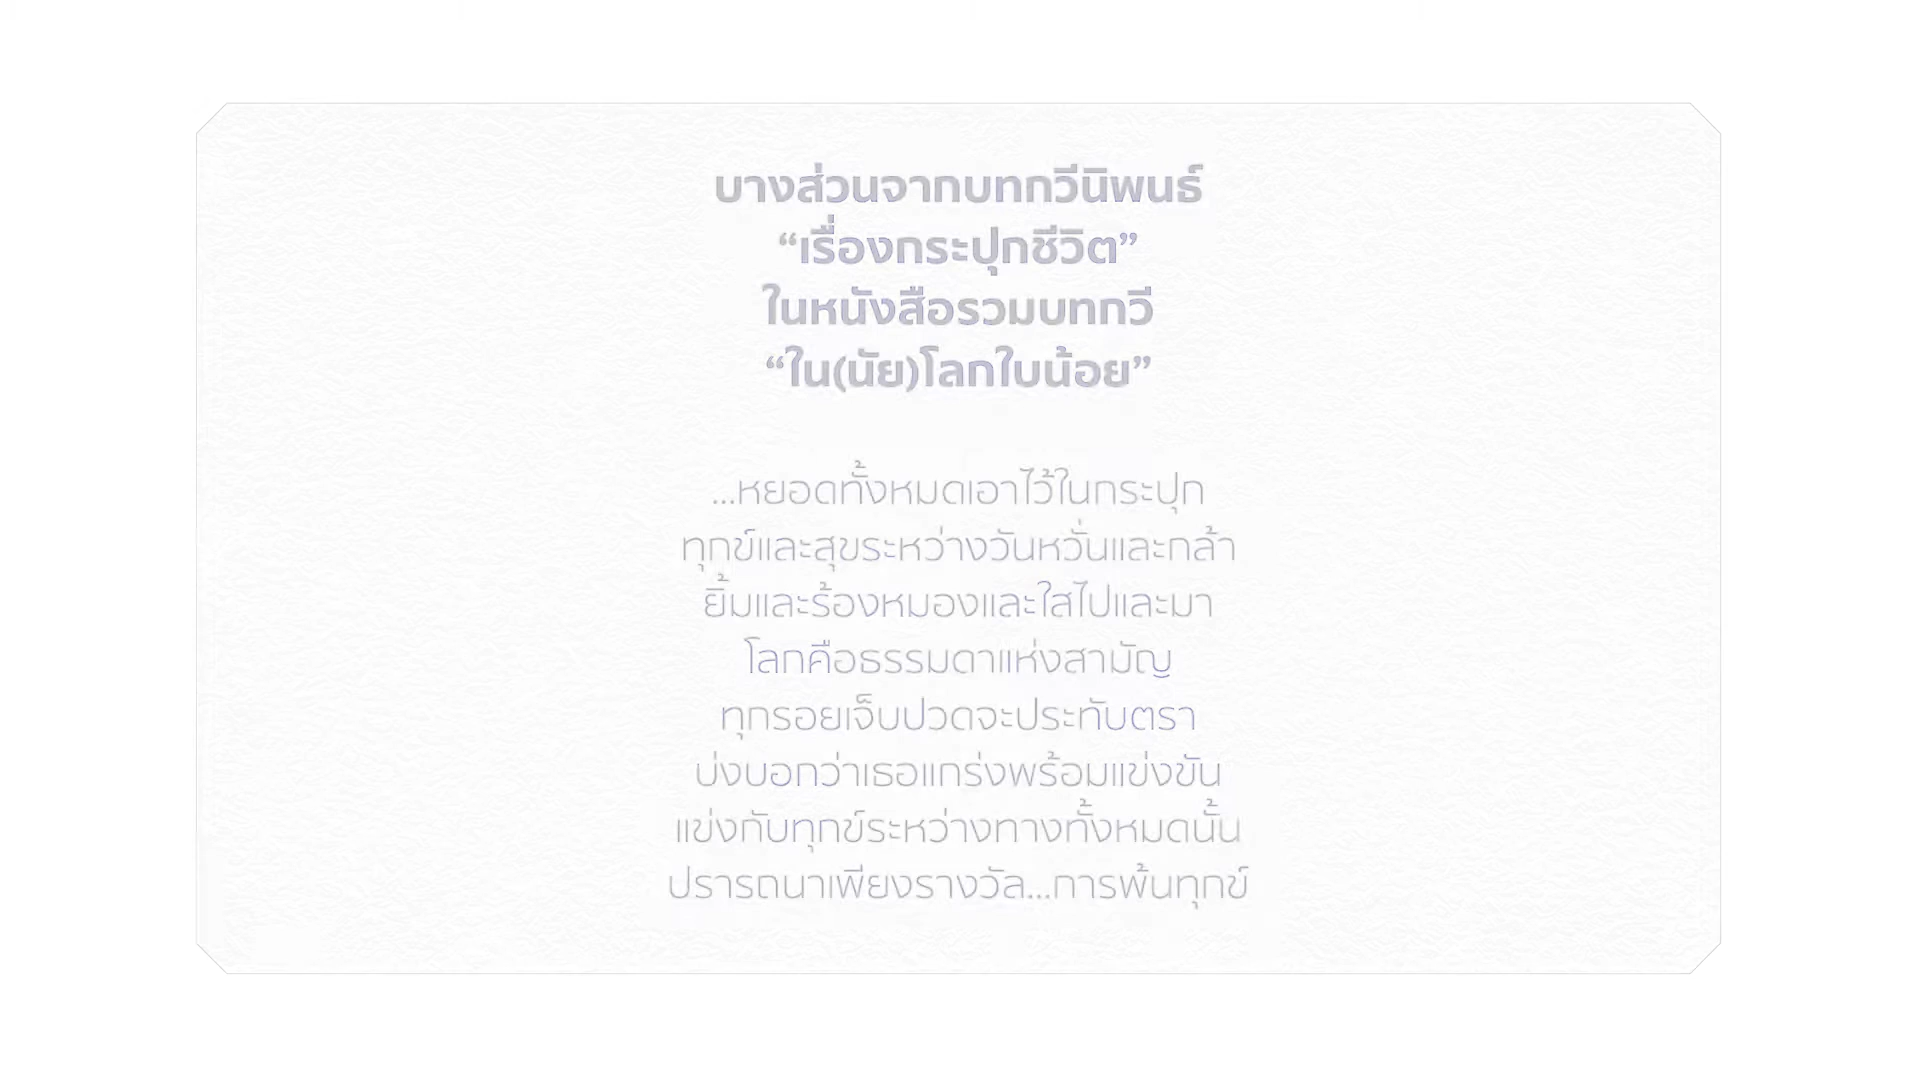 บางส่วนจากบทกวีนิพนธ์
“เรื่องกระปุกชีวิต”
ในหนังสือรวมบทกวี
“ใน(นัย)โลกใบน้อย”
...หยอดทั้งหมดเอาไว้ในกระปุก
ทุกข์และสุขระหว่างวันหวั่นและกล้า
ยิ้มและร้องหมองและใสไปและมา
โลกคือธรรมดาแห่งสามัญ
ทุกรอยเจ็บปวดจะประทับตรา
บ่งบอกว่าเธอแกร่งพร้อมแข่งขัน
แข่งกับทุกข์ระหว่างทางทั้งหมดนั้น
ปรารถนาเพียงรางวัล...การพ้นทุกข์